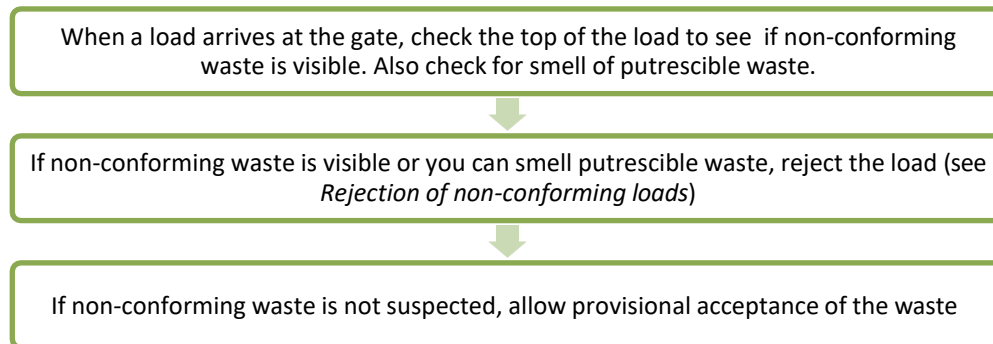 When a load arrives at the gate, check the top of the load to see  if non-conforming
waste is visible. Also check for smell of putrescible waste.
If non-conforming waste is visible or you can smell putrescible waste, reject the load (see
Rejection of non-conforming loads)
If non-conforming waste is not suspected, allow provisional acceptance of the waste